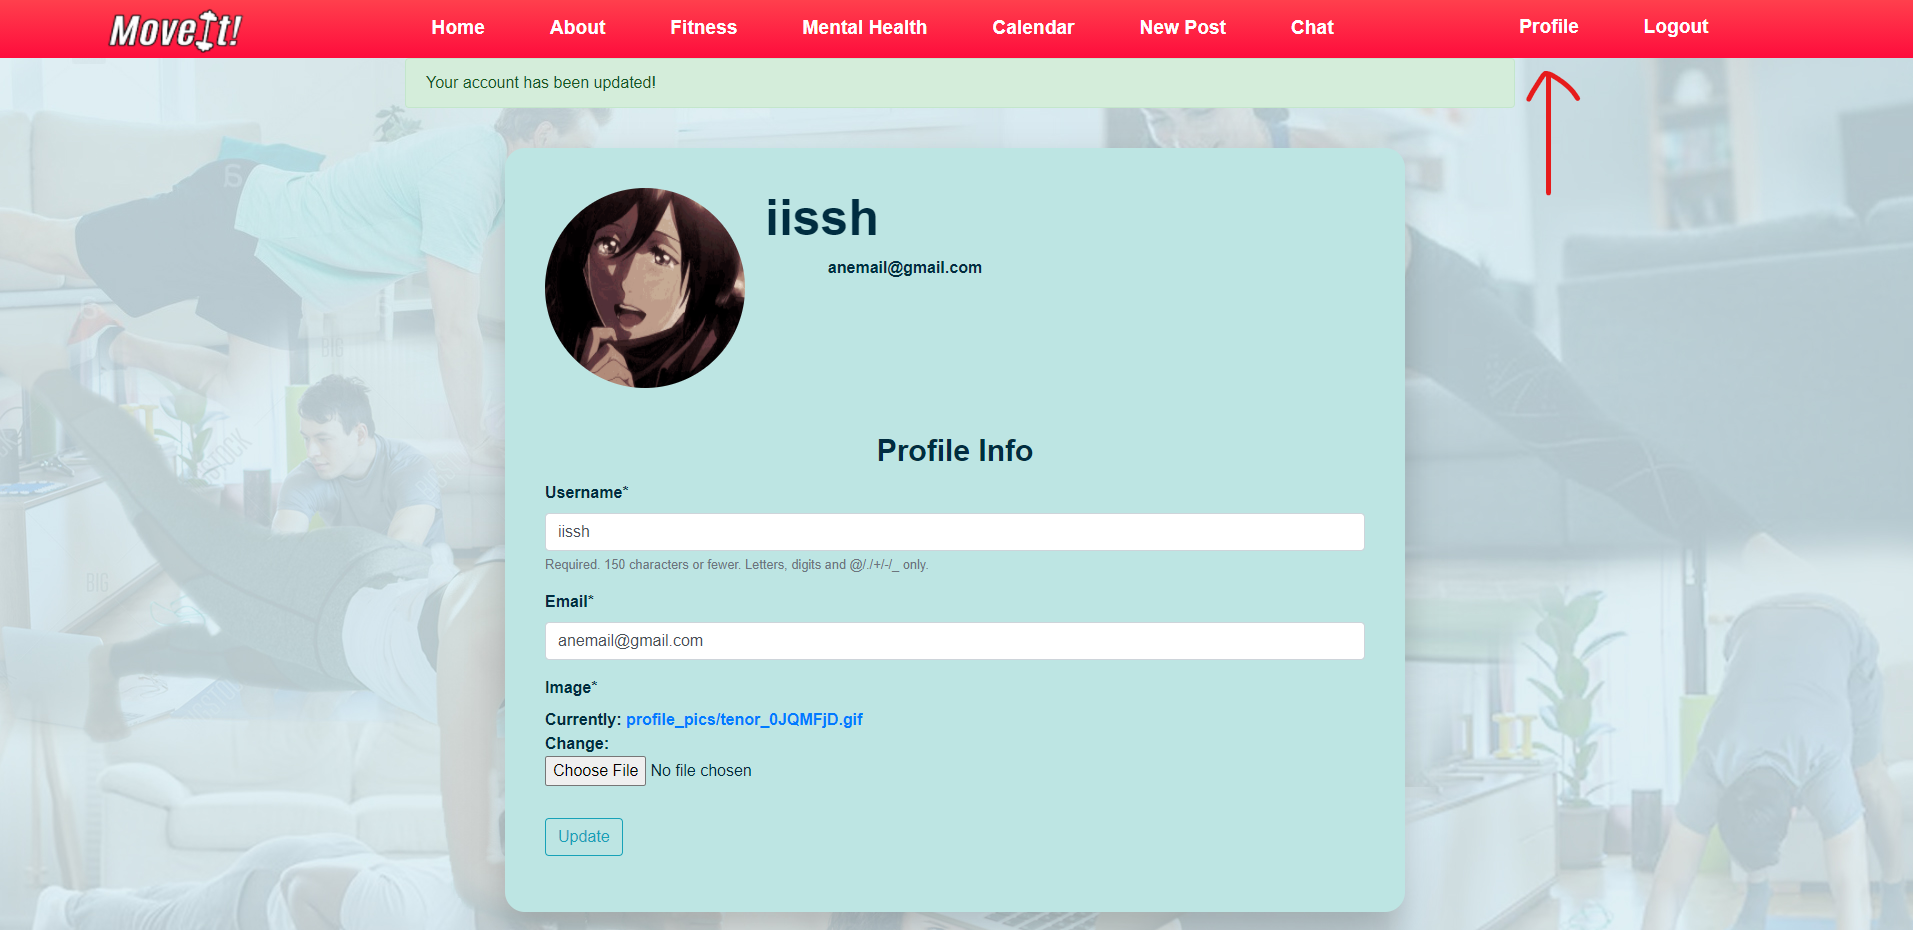 MoveIt!
Home About Fitness Mental Health Calendar New Post Chat Profile Logout
Your account has been updated!
iissh
anemail@gmail.com
Profile Info
Username*
iissh
Required. 150 characters or fewer. Letters, digits and @/./+/-/_ only.
Email*
anemail@gmail.com
Image*
Currently: profile_pics/tenor_0JQMFjD.gif
Change:
Choose File No file chosen
Update
BIG
BIG